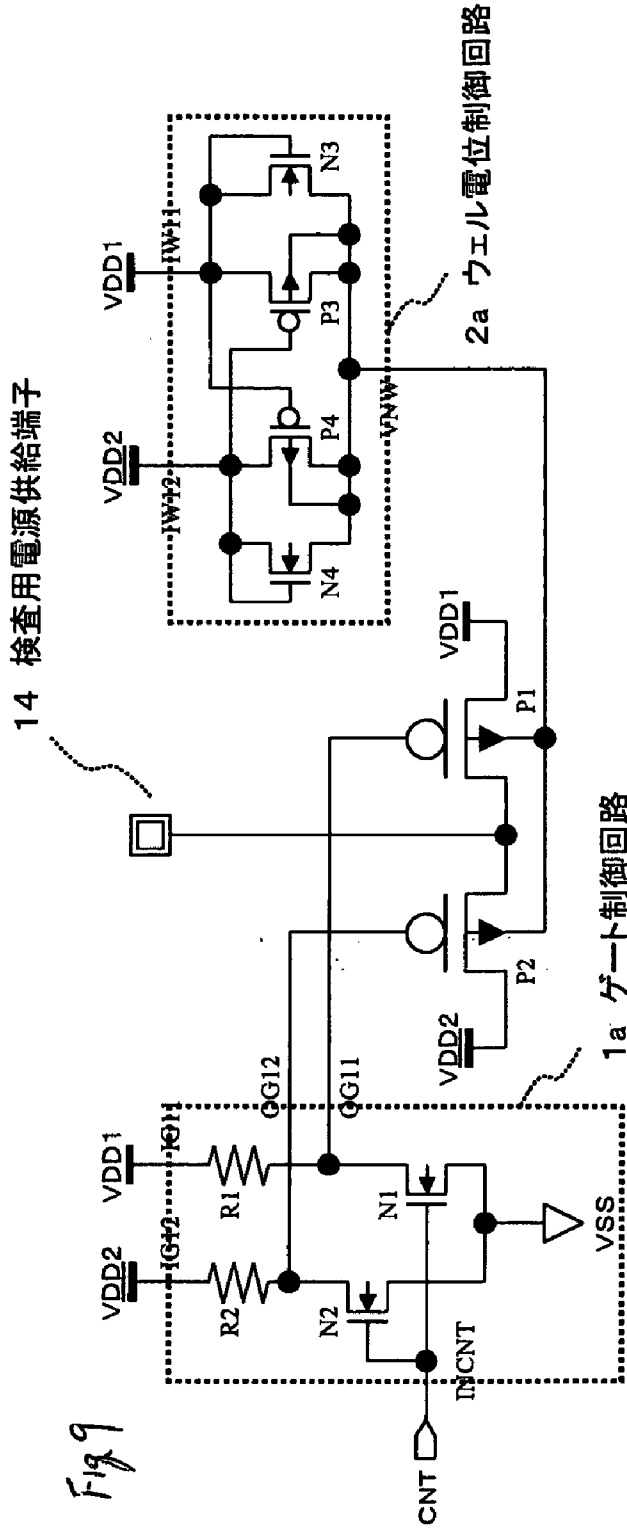 Fig 9
14 検査用電源供給端子
VDD2
VDD1
IG12
IG11
R2
R1
OG12
OG11
N2
N1
INCNT
CNT
VSS
1a ゲート制御回路
VDD2
P2
P1
VDD1
VDD2
VDD1
IW12
IW11
N4
P4
P3
N3
VNW
2a ウェル電位制御回路